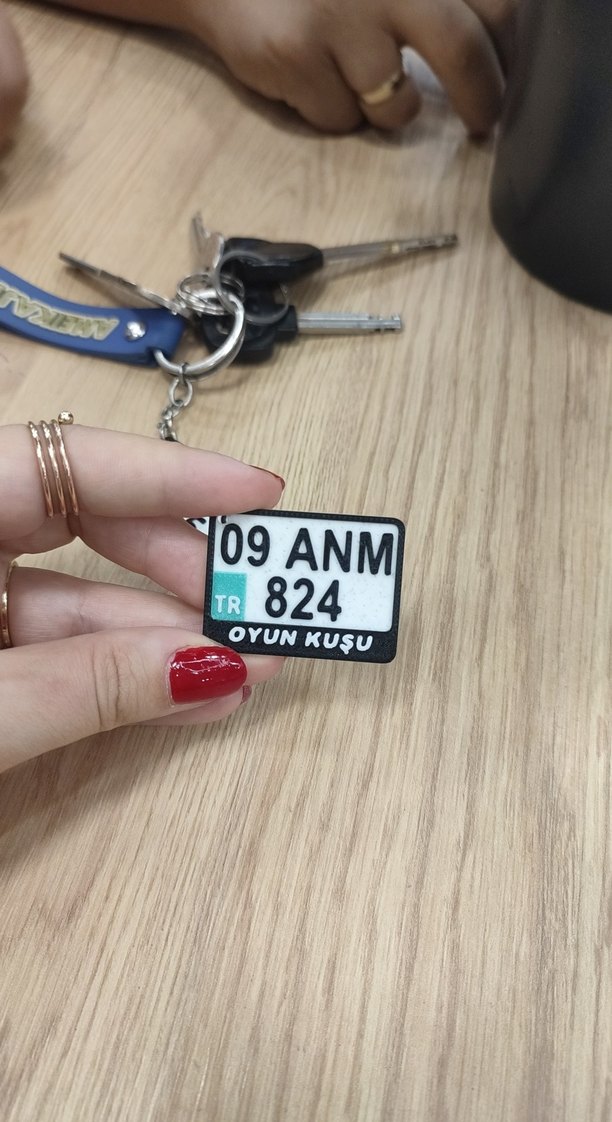 09 ANM
TR 824
OYUN KUŞU